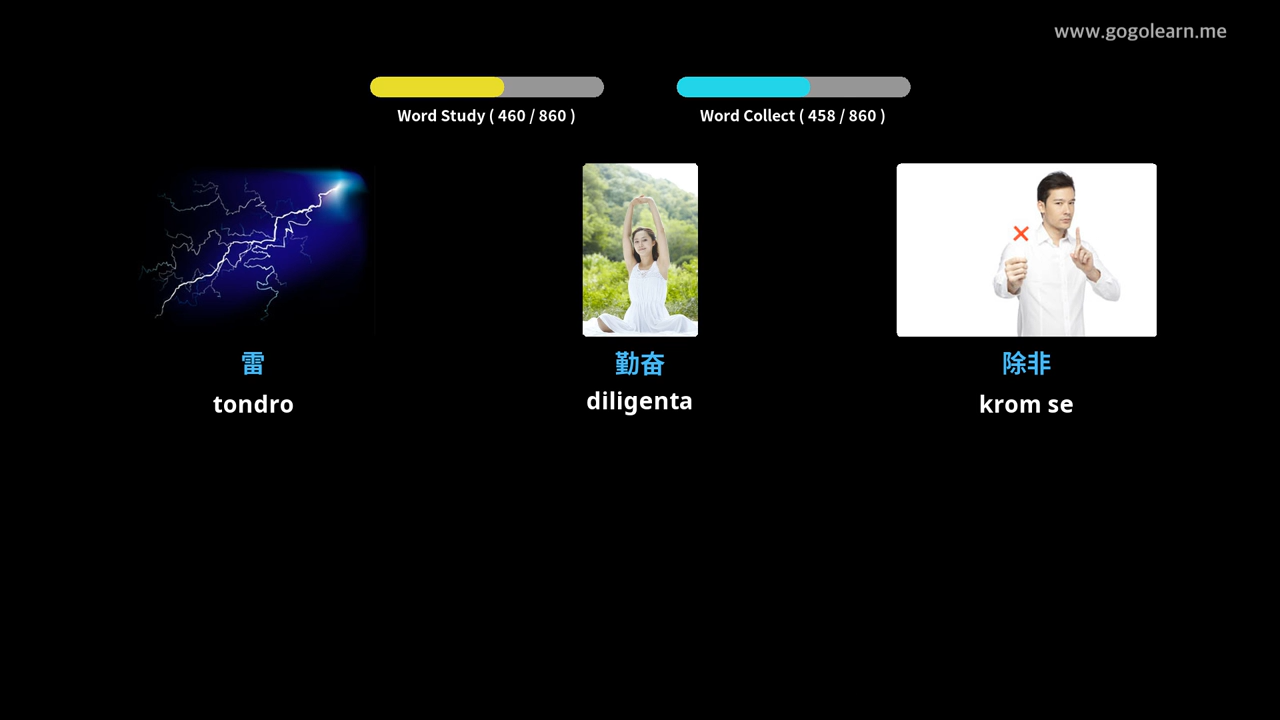 www.gogolearn.me
Word Study ( 460 / 860 )
Word Collect ( 458 / 860 )
雷
勤奋
除非
tondro
diligenta
krom se